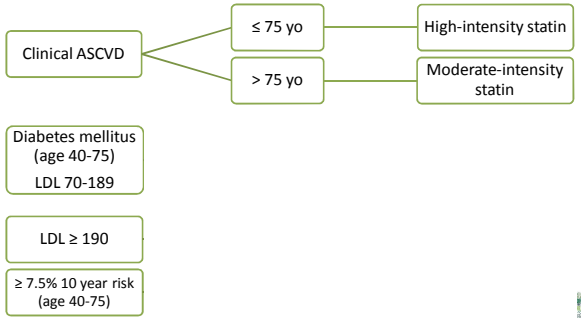 Clinical ASCVD
≤ 75 yo
High-intensity statin
> 75 yo
Moderate-intensity
statin
Diabetes mellitus
(age 40-75)
LDL 70-189
LDL ≥ 190
≥ 7.5% 10 year risk
(age 40-75)